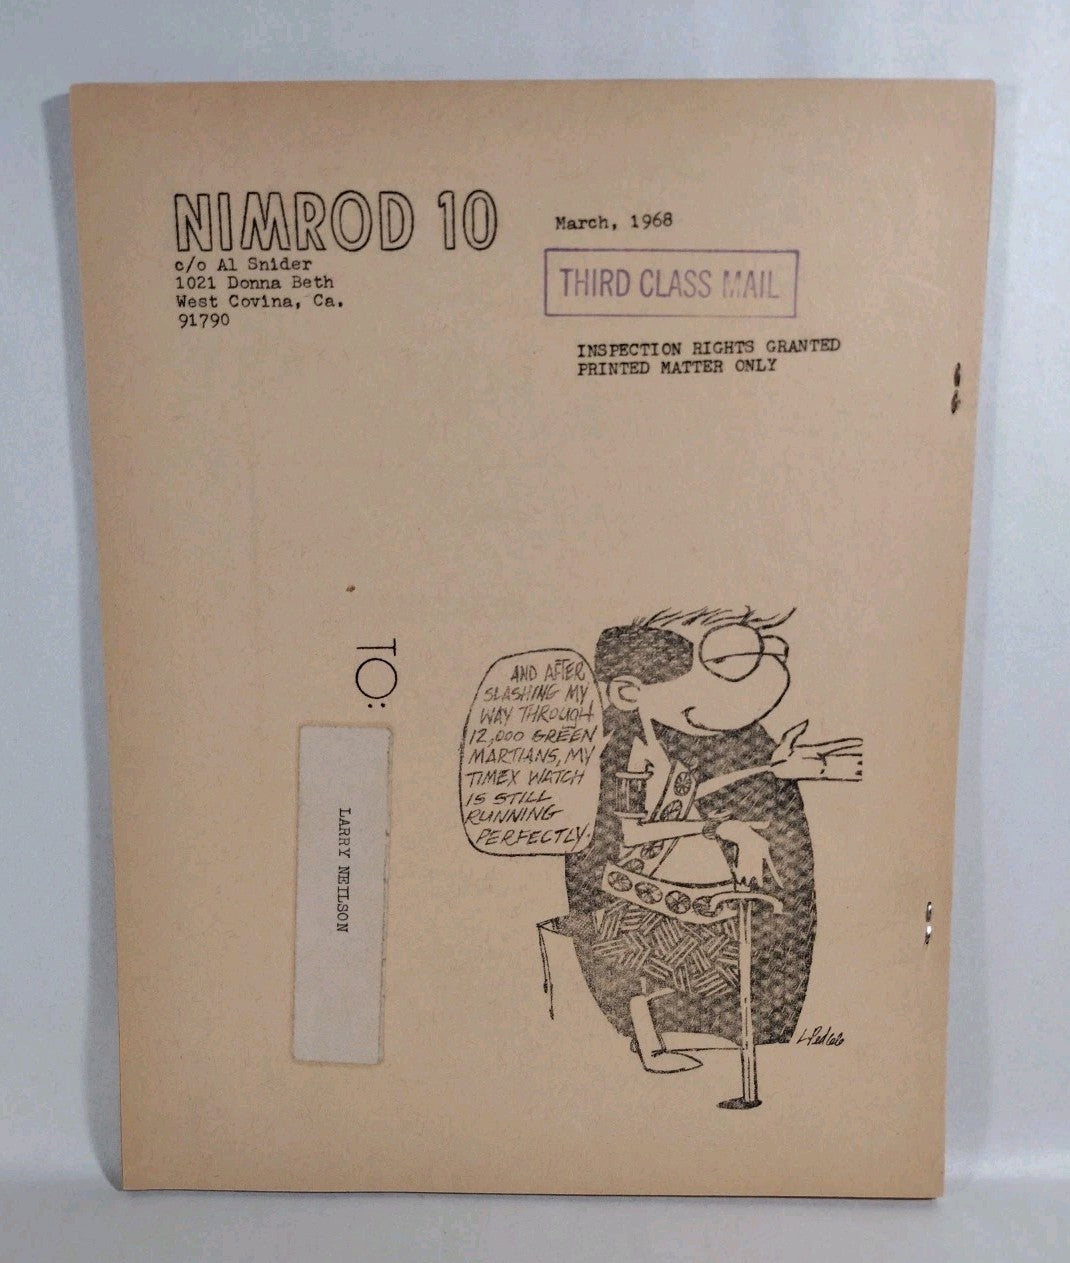 NIMROD 10
c/o Al Snider
1021 Donna Beth
West Covina, Ca.
91790
March, 1968
THIRD CLASS MAIL
INSPECTION RIGHTS GRANTED
PRINTED MATTER ONLY
TO:
LARRY NEILSON
AND AFTER
SLASHING MY
WAY THROUGH
12,000 GREEN
MARTIANS, MY
TIMEX WATCH
IS STILL
RUNNING
PERFECTLY.